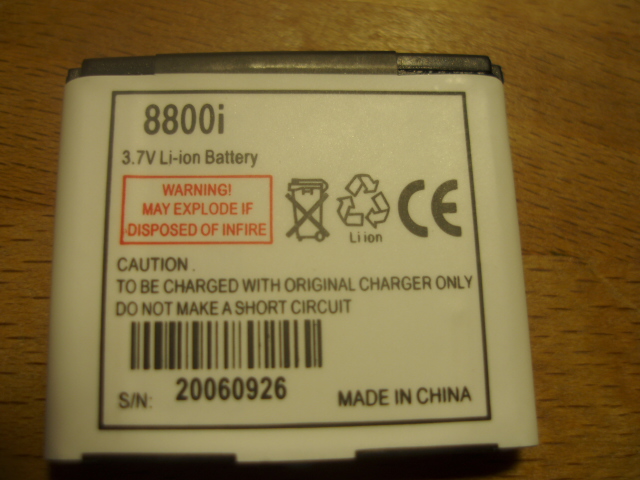 8800i
3.7V Li-ion Battery
WARNING!
MAY EXPLODE IF
DISPOSED OF INFIRE
Li ion
CE
CAUTION .
TO BE CHARGED WITH ORIGINAL CHARGER ONLY
DO NOT MAKE A SHORT CIRCUIT
S/N: 20060926
MADE IN CHINA